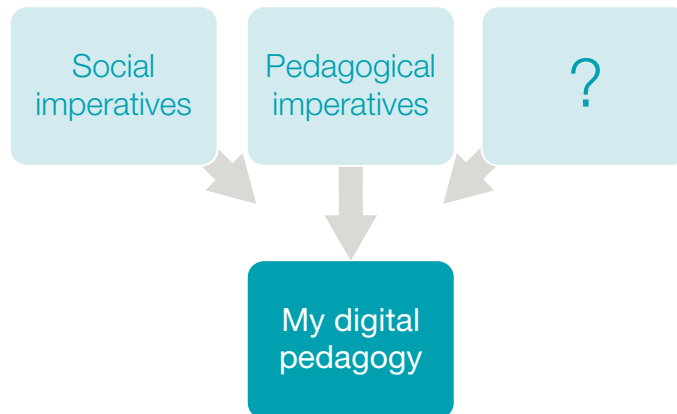 Social
imperatives
Pedagogical
imperatives
?
My digital
pedagogy